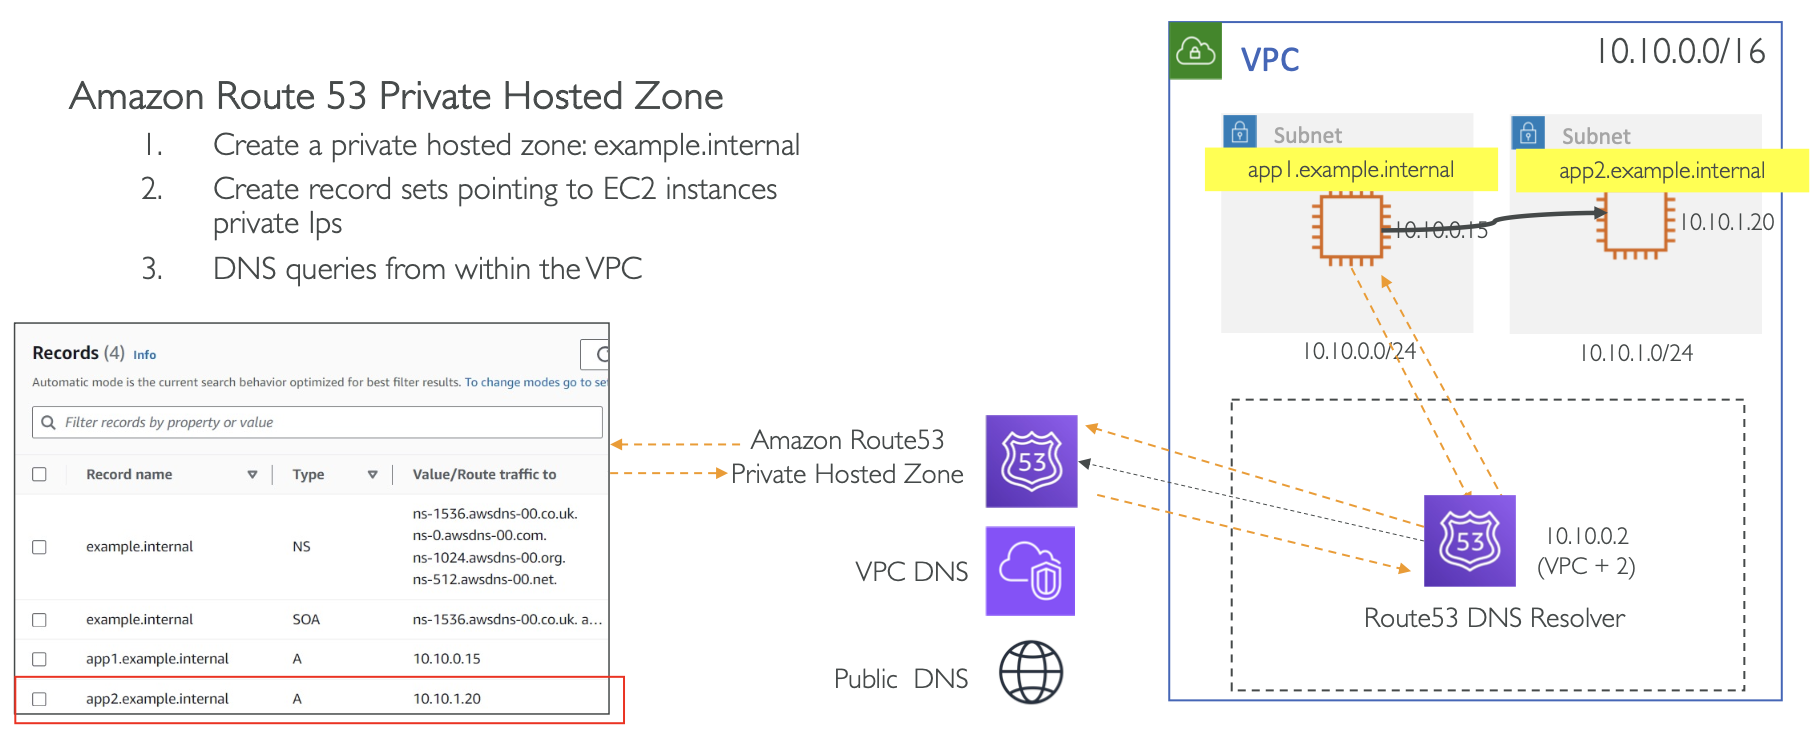 Amazon Route 53 Private Hosted Zone
1. Create a private hosted zone: example.internal
2. Create record sets pointing to EC2 instances
private Ips
3. DNS queries from within the VPC
Records (4) Info
Automatic mode is the current search behavior optimized for best filter results. To change modes go to se
Filter records by property or value
Record name Type Value/Route traffic to
example.internal NS ns-1536.awsdns-00.co.uk.
ns-0.awsdns-00.com.
ns-1024.awsdns-00.org.
ns-512.awsdns-00.net.
example.internal SOA ns-1536.awsdns-00.co.uk. a...
app1.example.internal A 10.10.0.15
app2.example.internal A 10.10.1.20
Amazon Route53
Private Hosted Zone
53
VPC DNS
Public DNS
VPC
10.10.0.0/16
Subnet
app1.example.internal
10.10.0.15
10.10.0.0/24
Subnet
app2.example.internal
10.10.1.20
10.10.1.0/24
53
10.10.0.2
(VPC + 2)
Route53 DNS Resolver